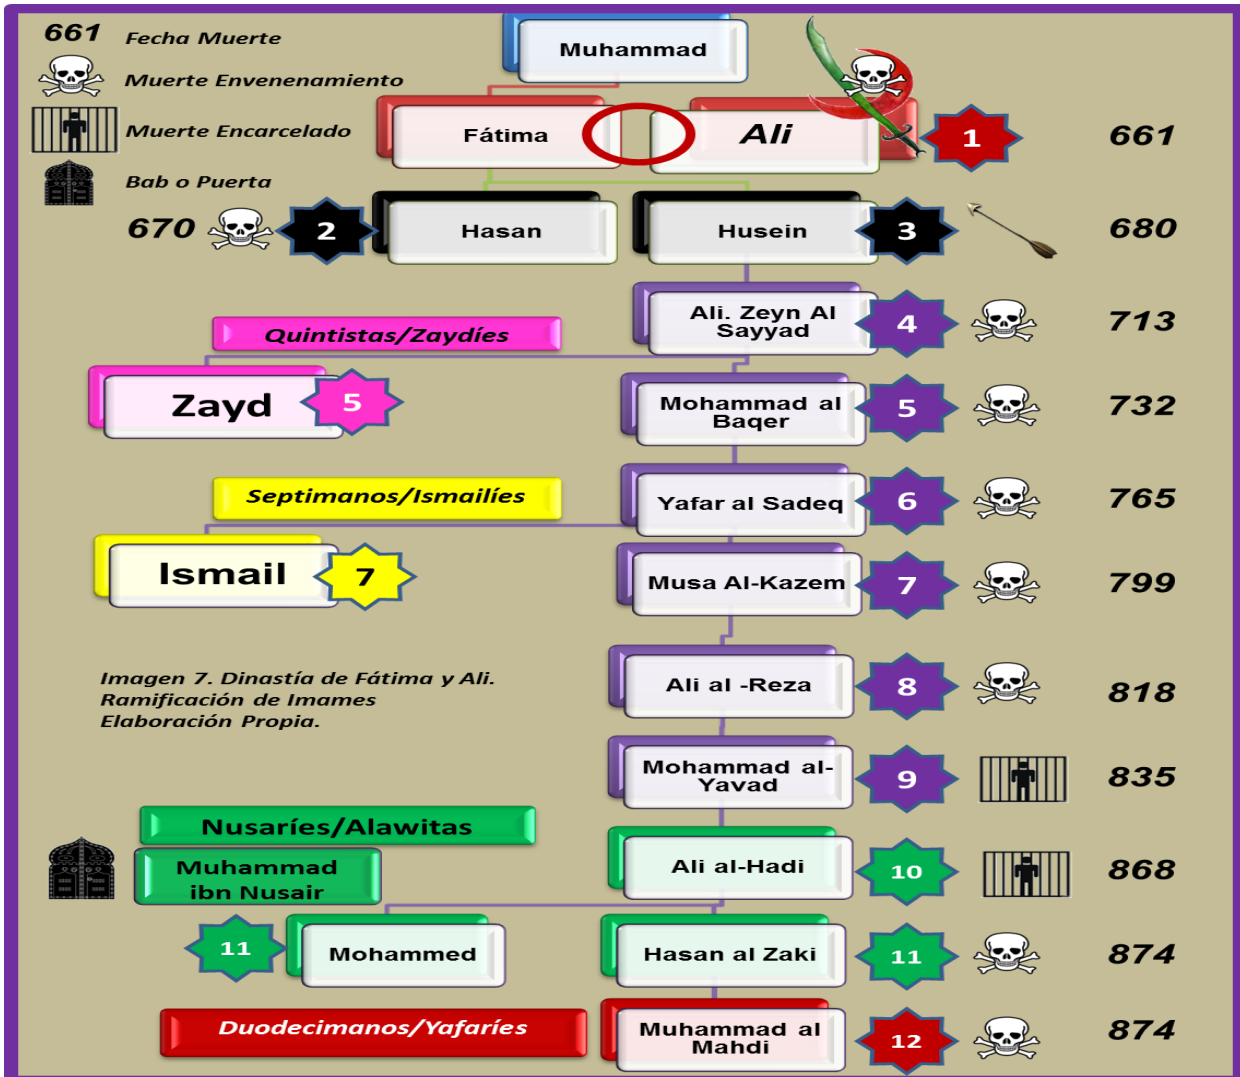 661 Fecha Muerte
Muerte Envenenamiento
Muerte Encarcelado
Bab o Puerta
Muhammad
Fátima
Ali
1
661
670
2
Hasan
Husein
3
680
Ali. Zeyn Al
Sayyad
4
713
Quintistas/Zaydíes
Zayd
5
Mohammad al
Baqer
5
732
Septimanos/Ismailíes
Yafar al Sadeq
6
765
Ismail
7
Musa Al-Kazem
7
799
Imagen 7. Dinastía de Fátima y Ali.
Ramificación de Imames
Elaboración Propia.
Ali al -Reza
8
818
Mohammad al-
Yavad
9
835
Nusaríes/Alawitas
Muhammad
ibn Nusair
Ali al-Hadi
10
868
11
Mohammed
Hasan al Zaki
11
874
Duodecimanos/Yafaríes
Muhammad al
Mahdi
12
874